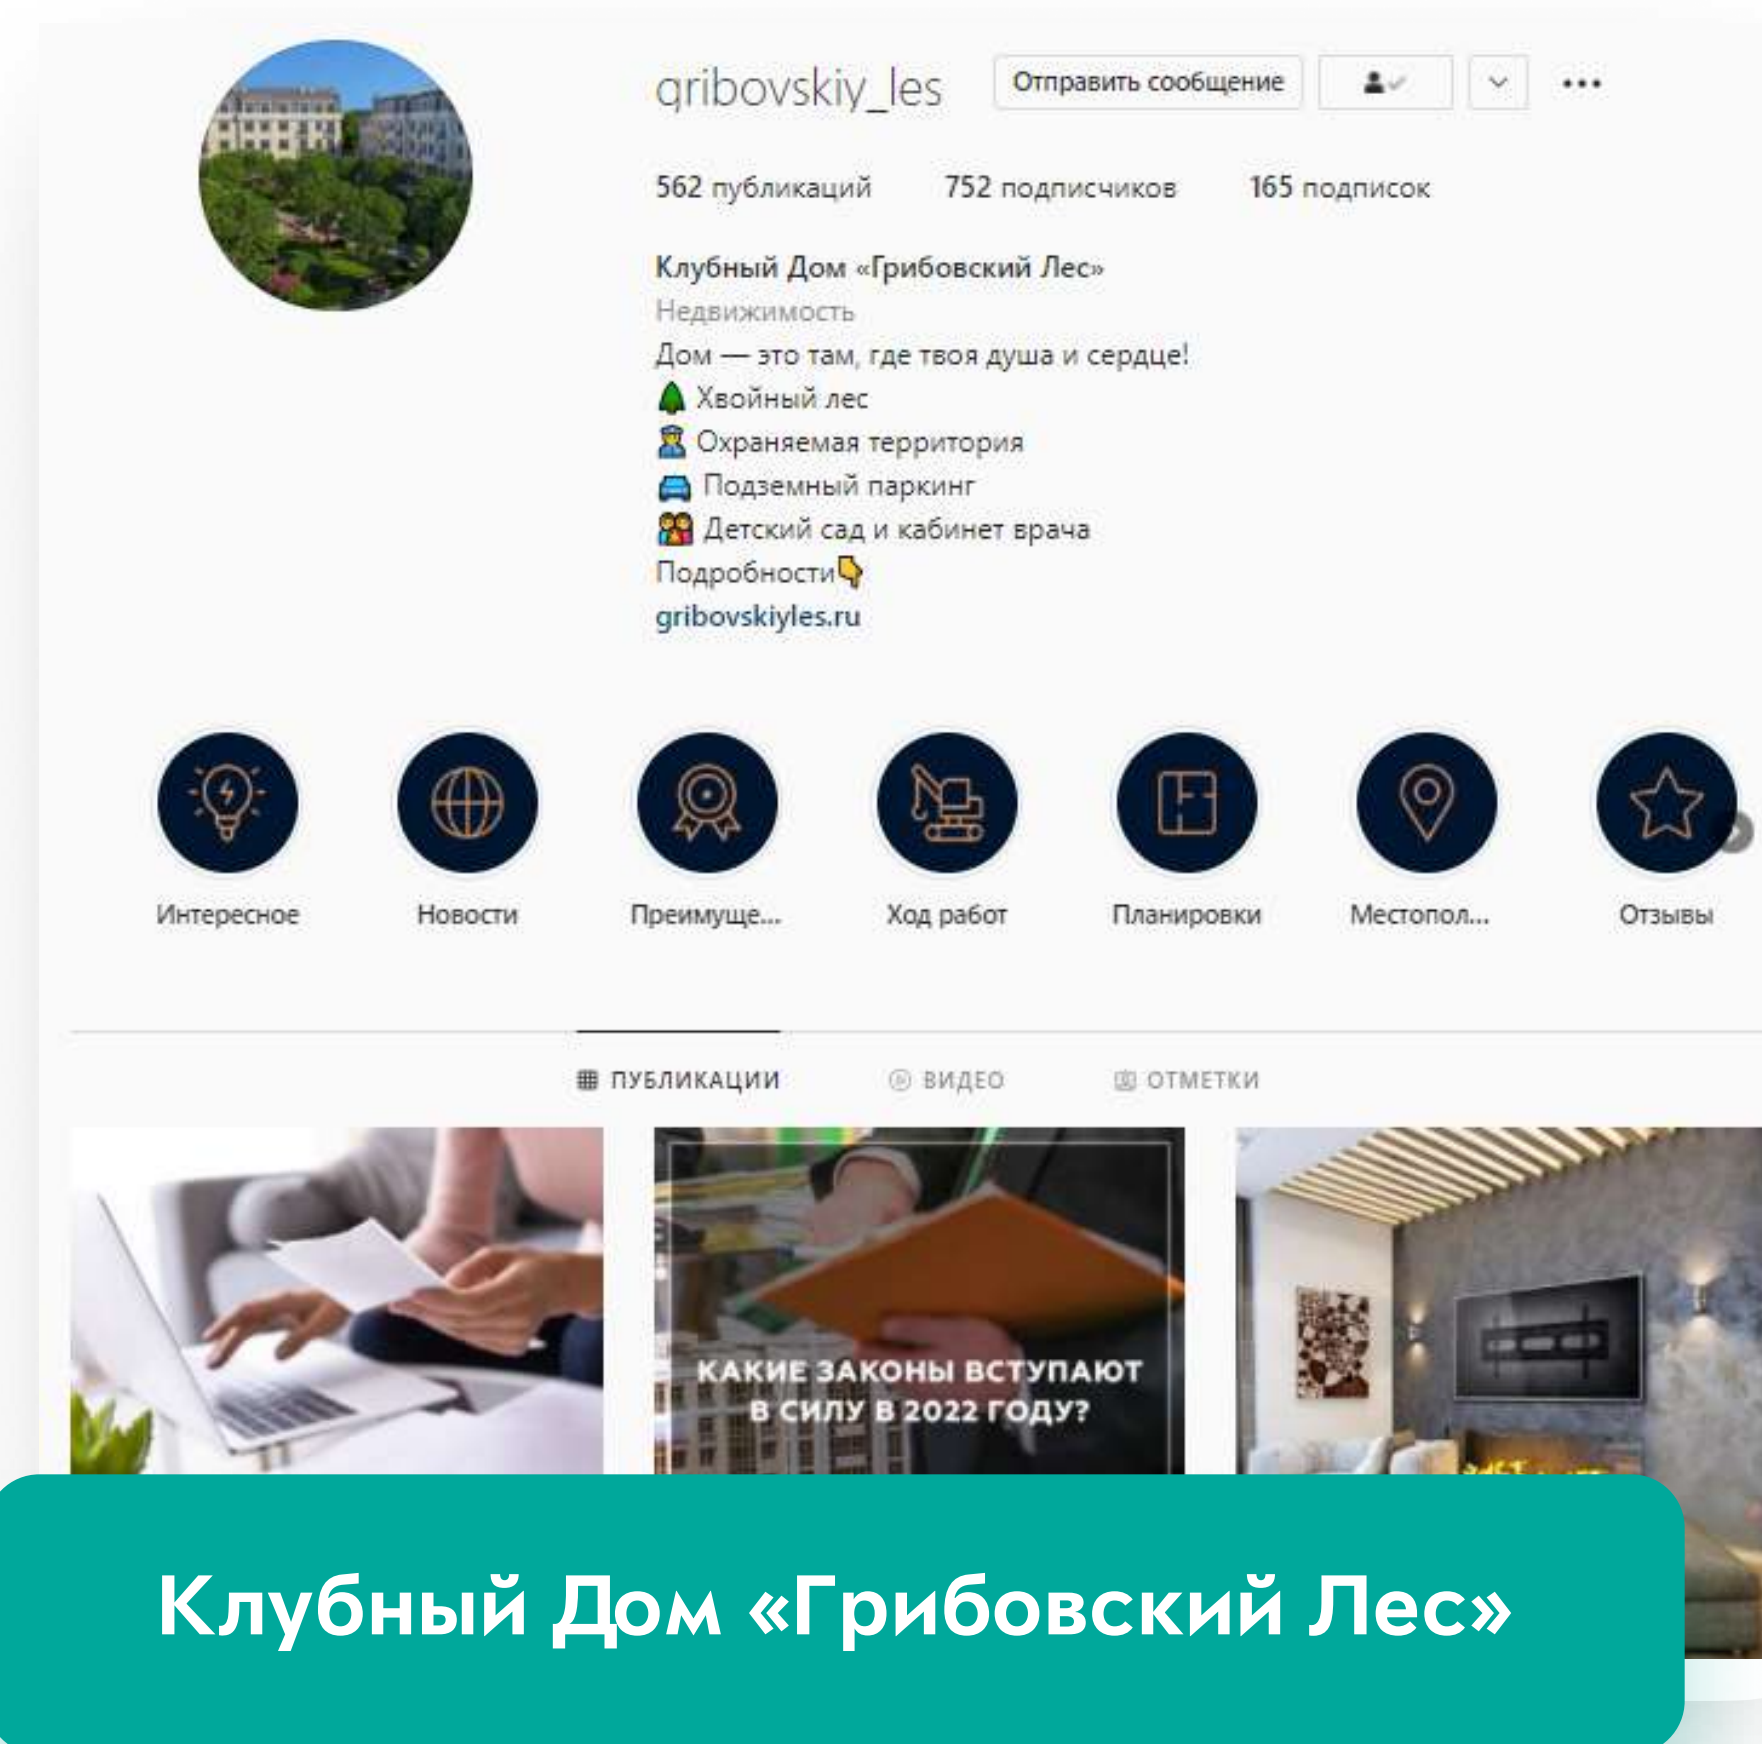 gribovskiy_les Отправить сообщение
562 публикаций 752 подписчиков 165 подписок
Клубный Дом «Грибовский Лес»
Недвижимость
Дом — это там, где твоя душа и сердце!
Хвойный лес
Охраняемая территория
Подземный паркинг
Детский сад и кабинет врача
Подробности
gribovskiyles.ru
Интересное Новости Преимуще... Ход работ Планировки Местопол... Отзывы
ПУБЛИКАЦИИ ВИДЕО ОТМЕТКИ
КАКИЕ ЗАКОНЫ ВСТУПАЮТ
В СИЛУ В 2022 ГОДУ?
Клубный Дом «Грибовский Лес»